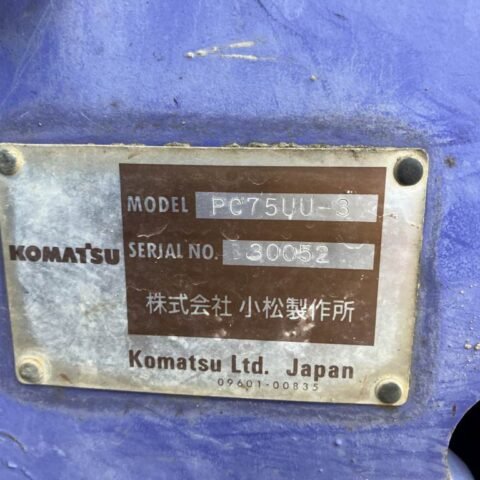 MODEL PC75UU-3
KOMATSU SERIAL NO. 30052
株式会社 小松製作所
Komatsu Ltd. Japan
09601-00835